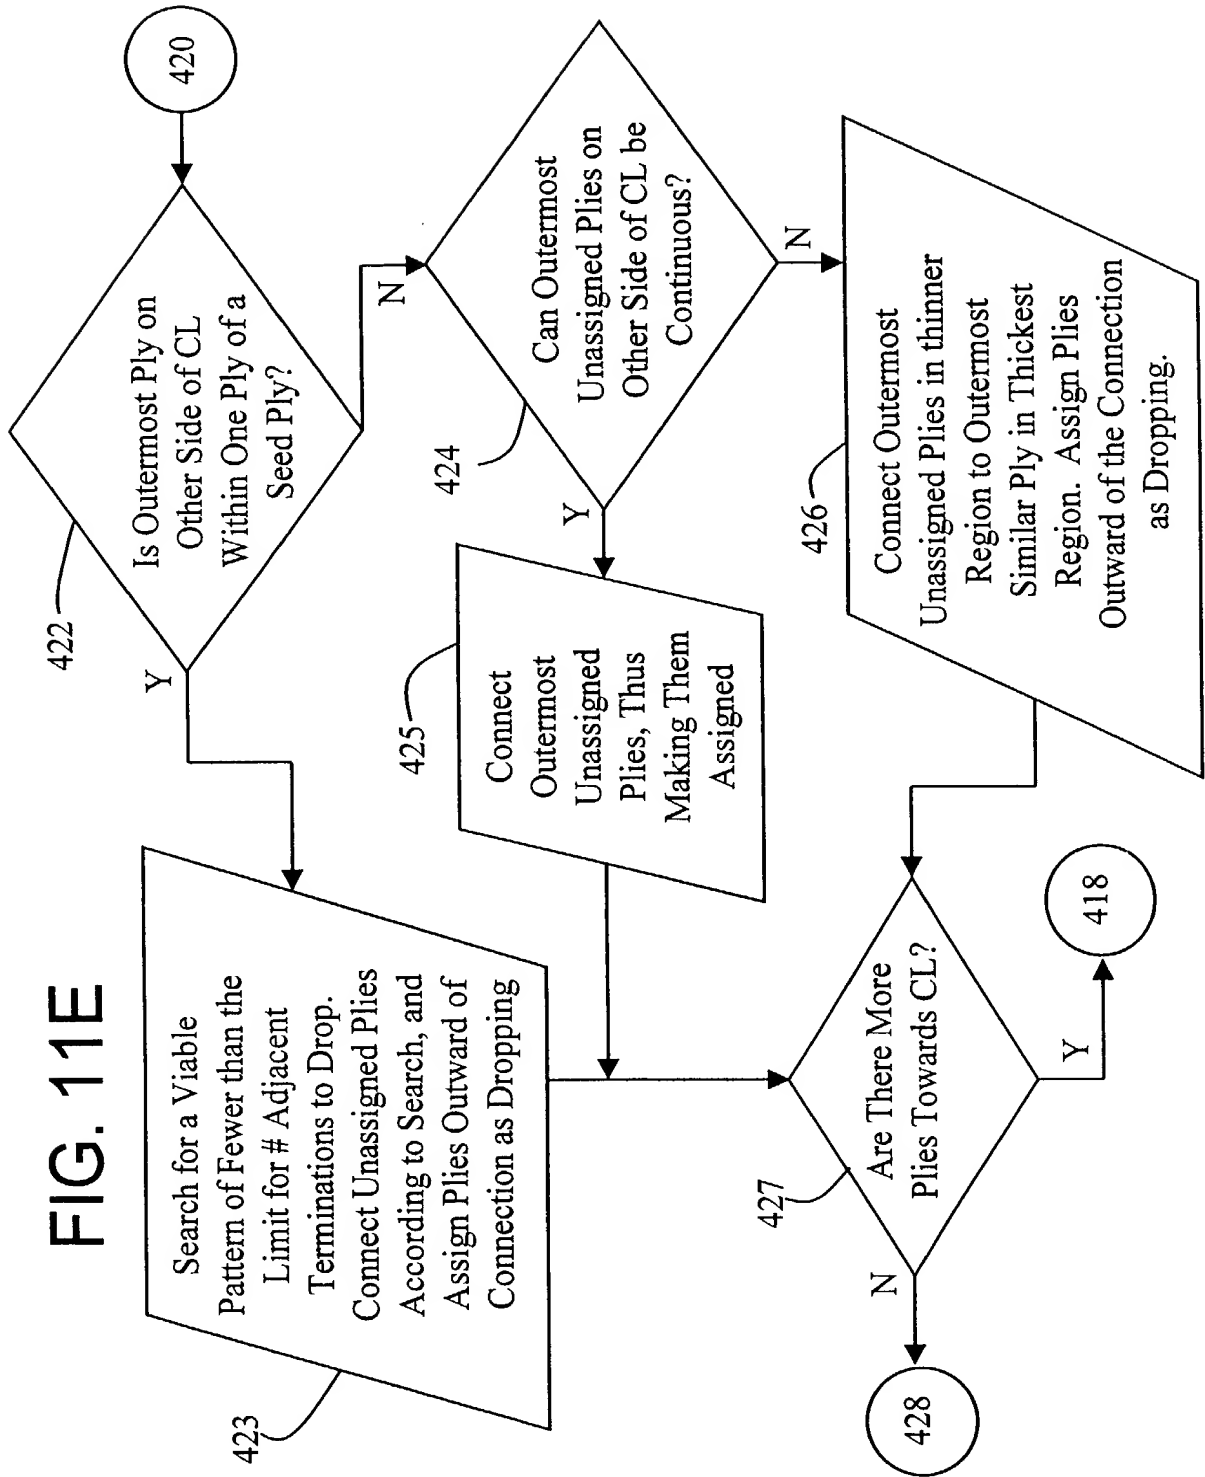 FIG. 11E
420
422
Is Outermost Ply on
Other Side of CL
Within One Ply of a
Seed Ply?
Y
N
423
Search for a Viable
Pattern of Fewer than the
Limit for # Adjacent
Terminations to Drop.
Connect Unassigned Plies
According to Search, and
Assign Plies Outward of
Connection as Dropping
424
Can Outermost
Unassigned Plies on
Other Side of CL be
Continuous?
Y
N
425
Connect
Outermost
Unassigned
Plies, Thus
Making Them
Assigned
426
Connect Outermost
Unassigned Plies in thinner
Region to Outermost
Similar Ply in Thickest
Region. Assign Plies
Outward of the Connection
as Dropping.
427
Are There More
Plies Towards CL?
N
Y
428
418